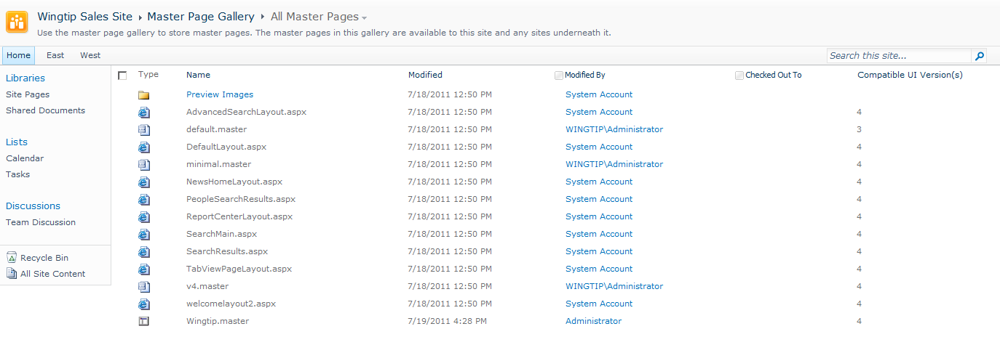 Wingtip Sales Site ▸ Master Page Gallery ▸ All Master Pages
Use the master page gallery to store master pages. The master pages in this gallery are available to this site and any sites underneath it.
Home East West Search this site...
Libraries
Site Pages
Shared Documents
Lists
Calendar
Tasks
Discussions
Team Discussion
Recycle Bin
All Site Content
Type Name Modified Modified By Checked Out To Compatible UI Version(s)
Preview Images 7/18/2011 12:50 PM System Account
AdvancedSearchLayout.aspx 7/18/2011 12:50 PM System Account 4
default.master 7/18/2011 12:50 PM WINGTIP\Administrator 3
DefaultLayout.aspx 7/18/2011 12:50 PM System Account 4
minimal.master 7/18/2011 12:50 PM WINGTIP\Administrator 4
NewsHomeLayout.aspx 7/18/2011 12:50 PM System Account 4
PeopleSearchResults.aspx 7/18/2011 12:50 PM System Account 4
ReportCenterLayout.aspx 7/18/2011 12:50 PM System Account 4
SearchMain.aspx 7/18/2011 12:50 PM System Account 4
SearchResults.aspx 7/18/2011 12:50 PM System Account 4
TabViewPageLayout.aspx 7/18/2011 12:50 PM System Account 4
v4.master 7/18/2011 12:50 PM WINGTIP\Administrator 4
welcomelayout2.aspx 7/18/2011 12:50 PM System Account 4
Wingtip.master 7/19/2011 4:28 PM Administrator 4